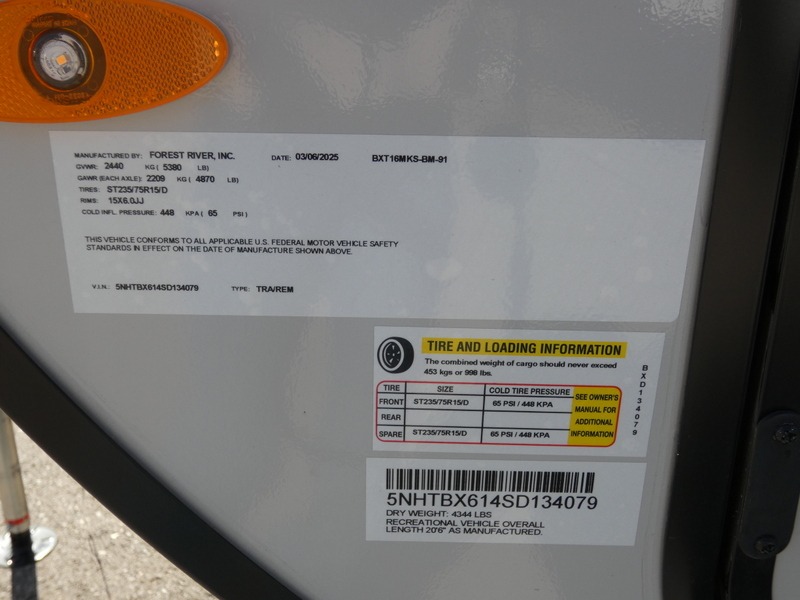 MANUFACTURED BY: FOREST RIVER, INC. DATE: 03/06/2025 BXT16MKS-BM-91
GVWR: 2440 KG ( 5380 LB)
GAWR (EACH AXLE): 2209 KG ( 4870 LB)
TIRES: ST235/75R15/D
RIMS: 15X6.0JJ
COLD INFL. PRESSURE: 448 KPA ( 65 PSI )
THIS VEHICLE CONFORMS TO ALL APPLICABLE U.S. FEDERAL MOTOR VEHICLE SAFETY
STANDARDS IN EFFECT ON THE DATE OF MANUFACTURE SHOWN ABOVE.
V.I.N.: 5NHTBX614SD134079 TYPE: TRA/REM
TIRE AND LOADING INFORMATION
The combined weight of cargo should never exceed
453 kgs or 998 lbs.
TIRE SIZE COLD TIRE PRESSURE
FRONT ST235/75R15/D 65 PSI / 448 KPA
REAR
SPARE ST235/75R15/D 65 PSI / 448 KPA
SEE OWNER'S
MANUAL FOR
ADDITIONAL
INFORMATION
BXD134079
5NHTBX614SD134079
DRY WEIGHT: 4344 LBS
RECREATIONAL VEHICLE OVERALL
LENGTH 20'6" AS MANUFACTURED.